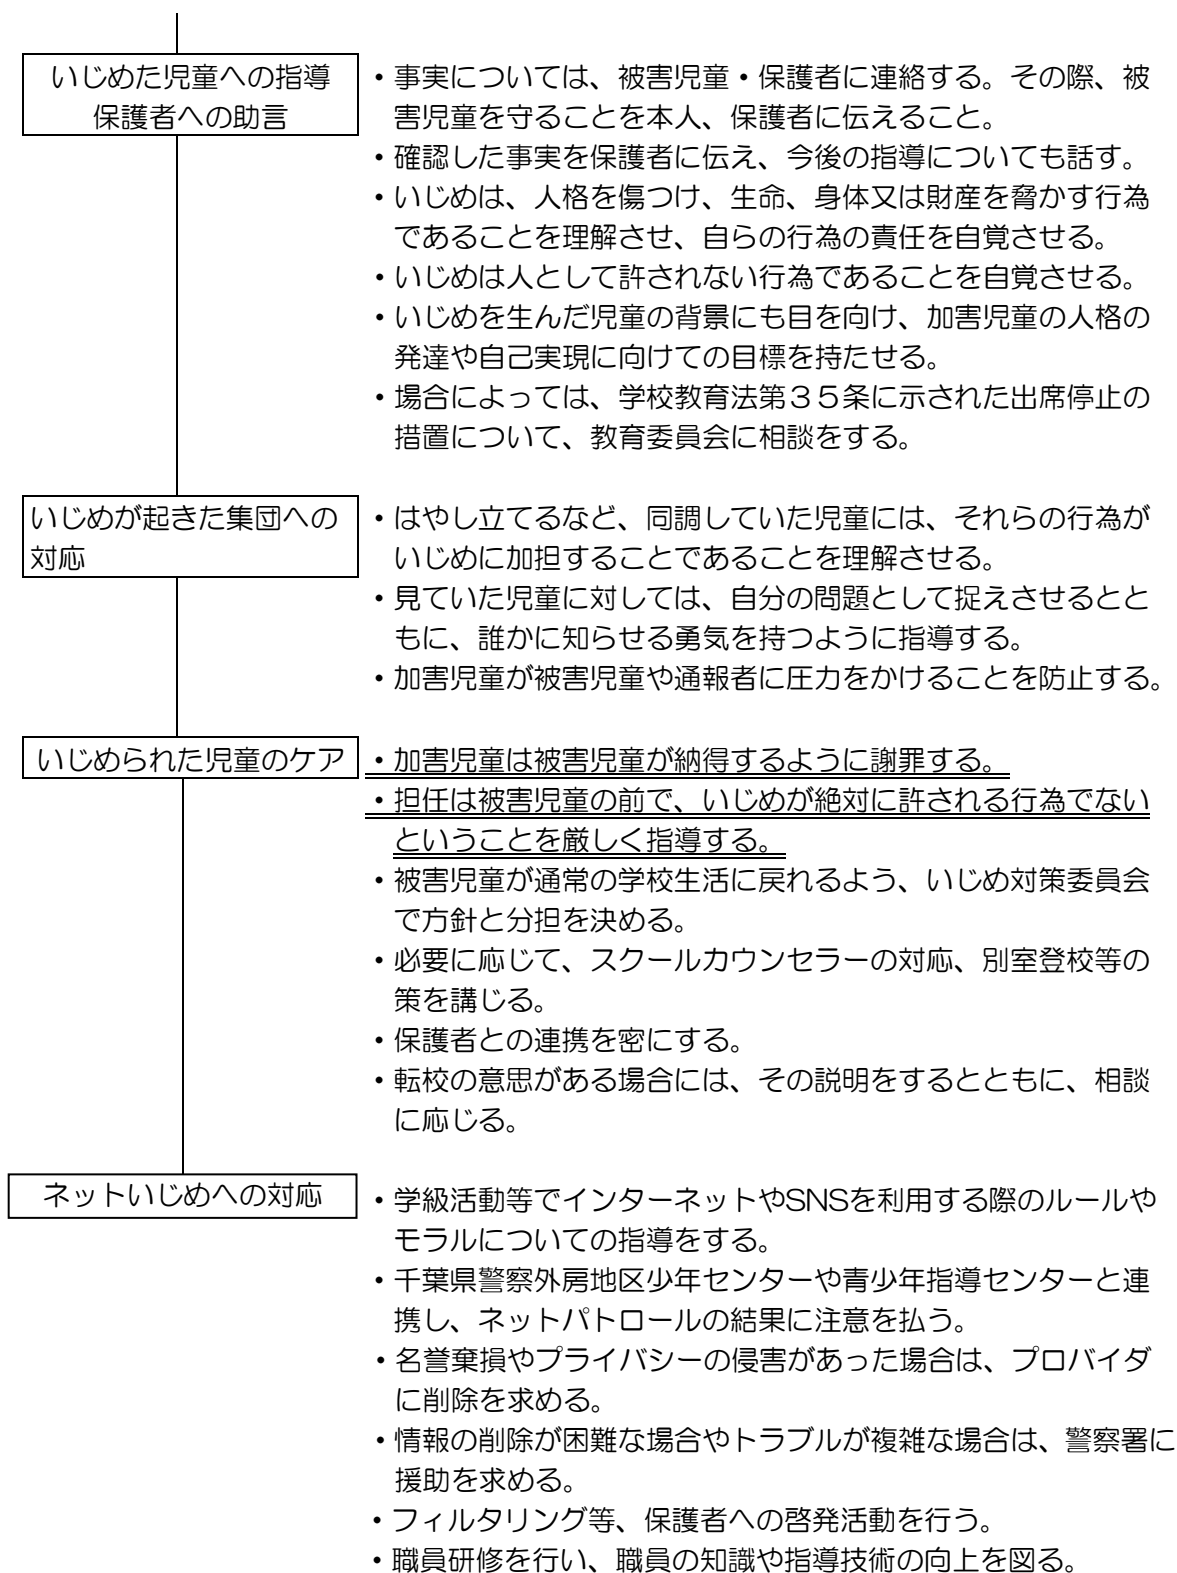 いじめた児童への指導
保護者への助言
・事実については、被害児童・保護者に連絡する。その際、被
害児童を守ることを本人、保護者に伝えること。
・確認した事実を保護者に伝え、今後の指導についても話す。
・いじめは、人格を傷つけ、生命、身体又は財産を脅かす行為
であることを理解させ、自らの行為の責任を自覚させる。
・いじめは人として許されない行為であることを自覚させる。
・いじめを生んだ児童の背景にも目を向け、加害児童の人格の
発達や自己実現に向けての目標を持たせる。
・場合によっては、学校教育法第３５条に示された出席停止の
措置について、教育委員会に相談をする。
いじめが起きた集団への
対応
・はやし立てるなど、同調していた児童には、それらの行為が
いじめに加担することであることを理解させる。
・見ていた児童に対しては、自分の問題として捉えさせるとと
もに、誰かに知らせる勇気を持つように指導する。
・加害児童が被害児童や通報者に圧力をかけることを防止する。
いじめられた児童のケア
・加害児童は被害児童が納得するように謝罪する。
・担任は被害児童の前で、いじめが絶対に許される行為でない
ということを厳しく指導する。
・被害児童が通常の学校生活に戻れるよう、いじめ対策委員会
で方針と分担を決める。
・必要に応じて、スクールカウンセラーの対応、別室登校等の
策を講じる。
・保護者との連携を密にする。
・転校の意思がある場合には、その説明をするとともに、相談
に応じる。
ネットいじめへの対応
・学級活動等でインターネットやSNSを利用する際のルールや
モラルについての指導をする。
・千葉県警察外房地区少年センターや青少年指導センターと連
携し、ネットパトロールの結果に注意を払う。
・名誉棄損やプライバシーの侵害があった場合は、プロバイダ
に削除を求める。
・情報の削除が困難な場合やトラブルが複雑な場合は、警察署に
援助を求める。
・フィルタリング等、保護者への啓発活動を行う。
・職員研修を行い、職員の知識や指導技術の向上を図る。